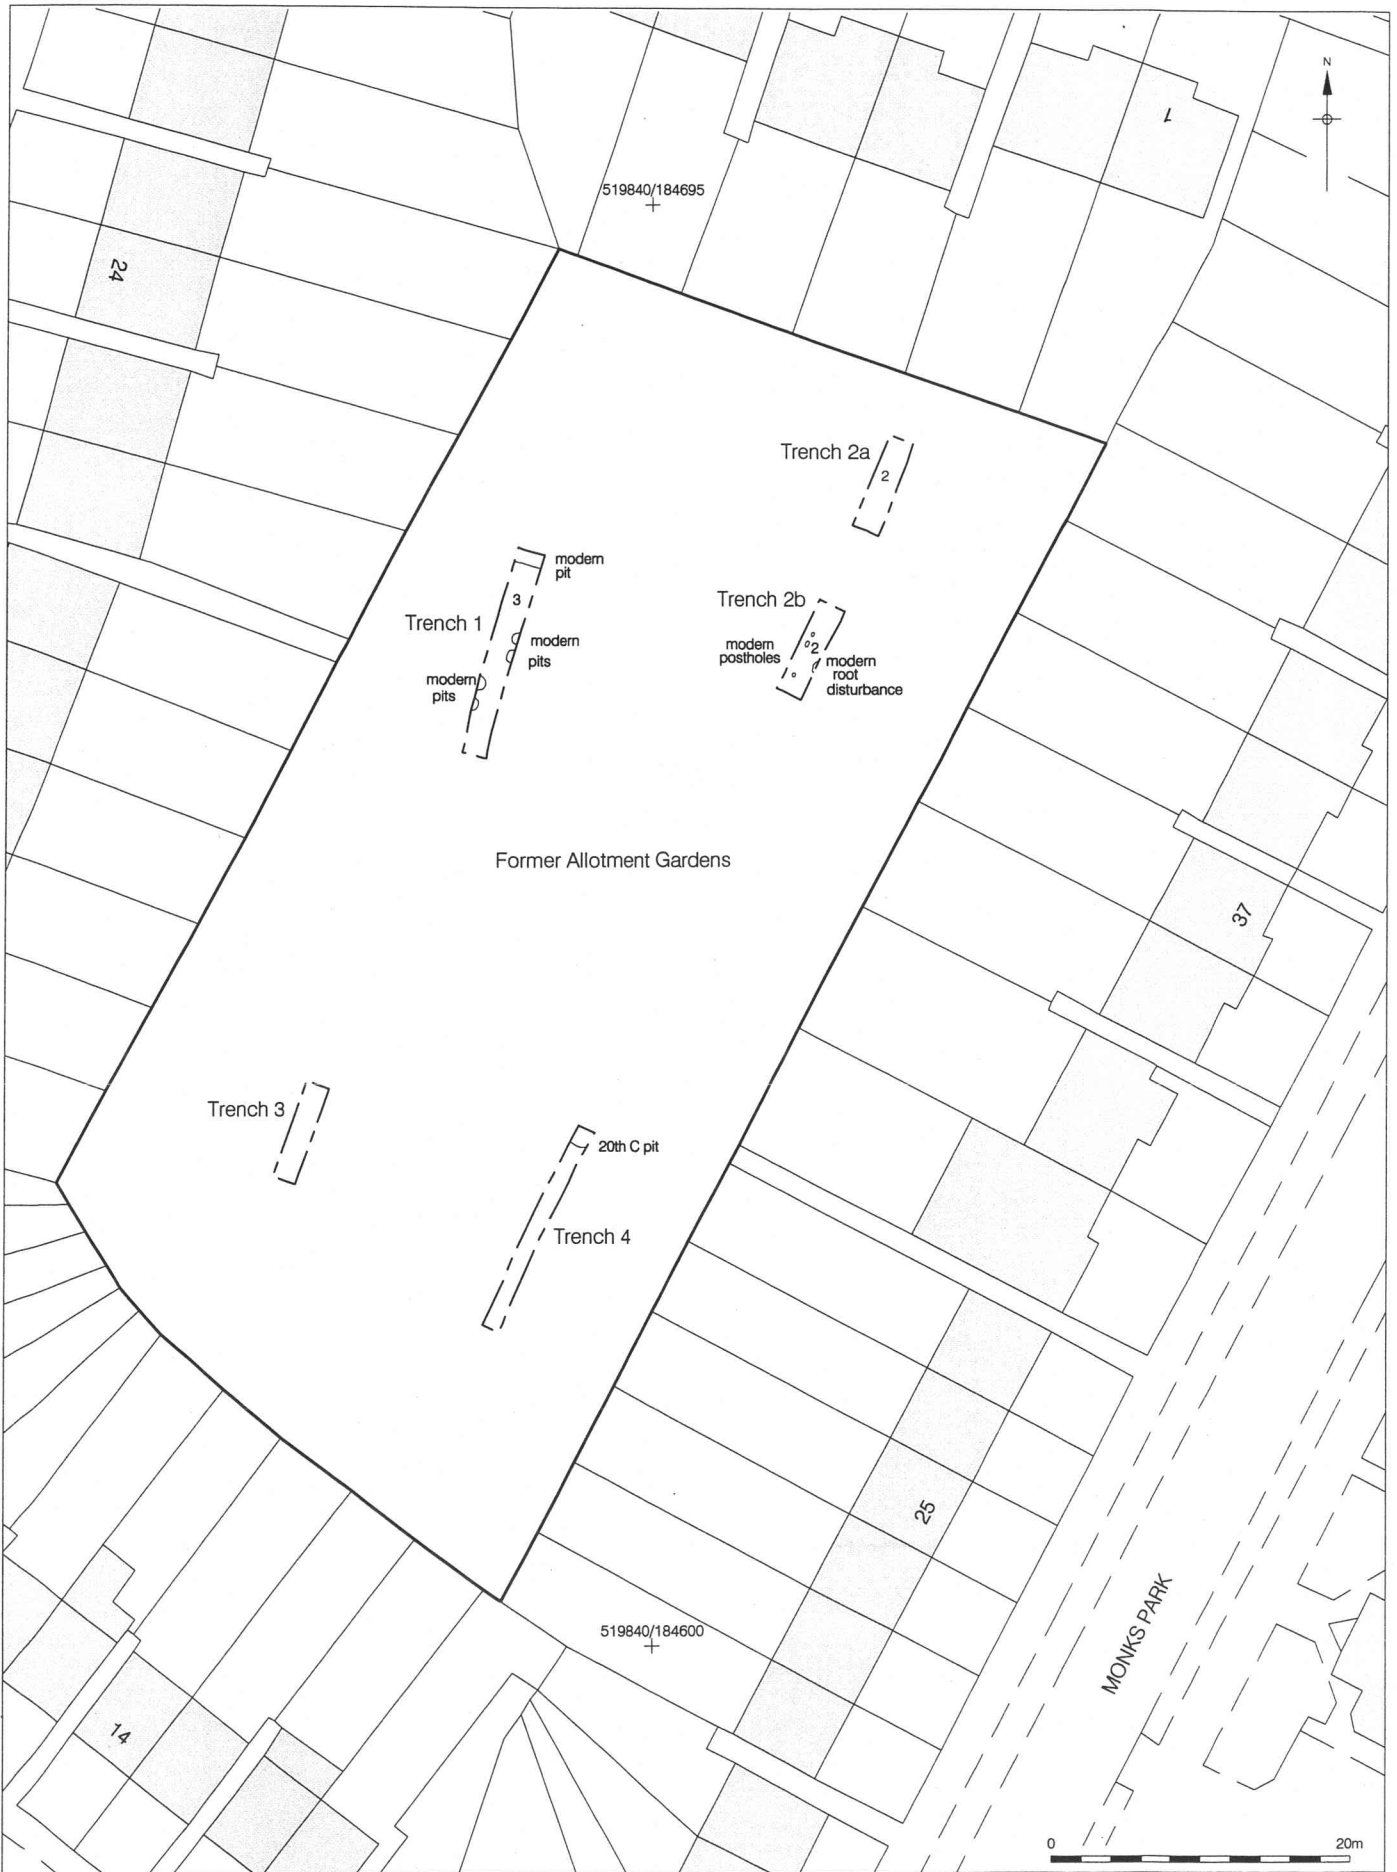 N
1
519840/184695
24
Trench 2a
2
modern
pit
3
Trench 1
modern
pits
modern
pits
Trench 2b
modern
postholes
2
modern
root
disturbance
Former Allotment Gardens
37
Trench 3
20th C pit
Trench 4
25
519840/184600
MONKS PARK
14
0
20m